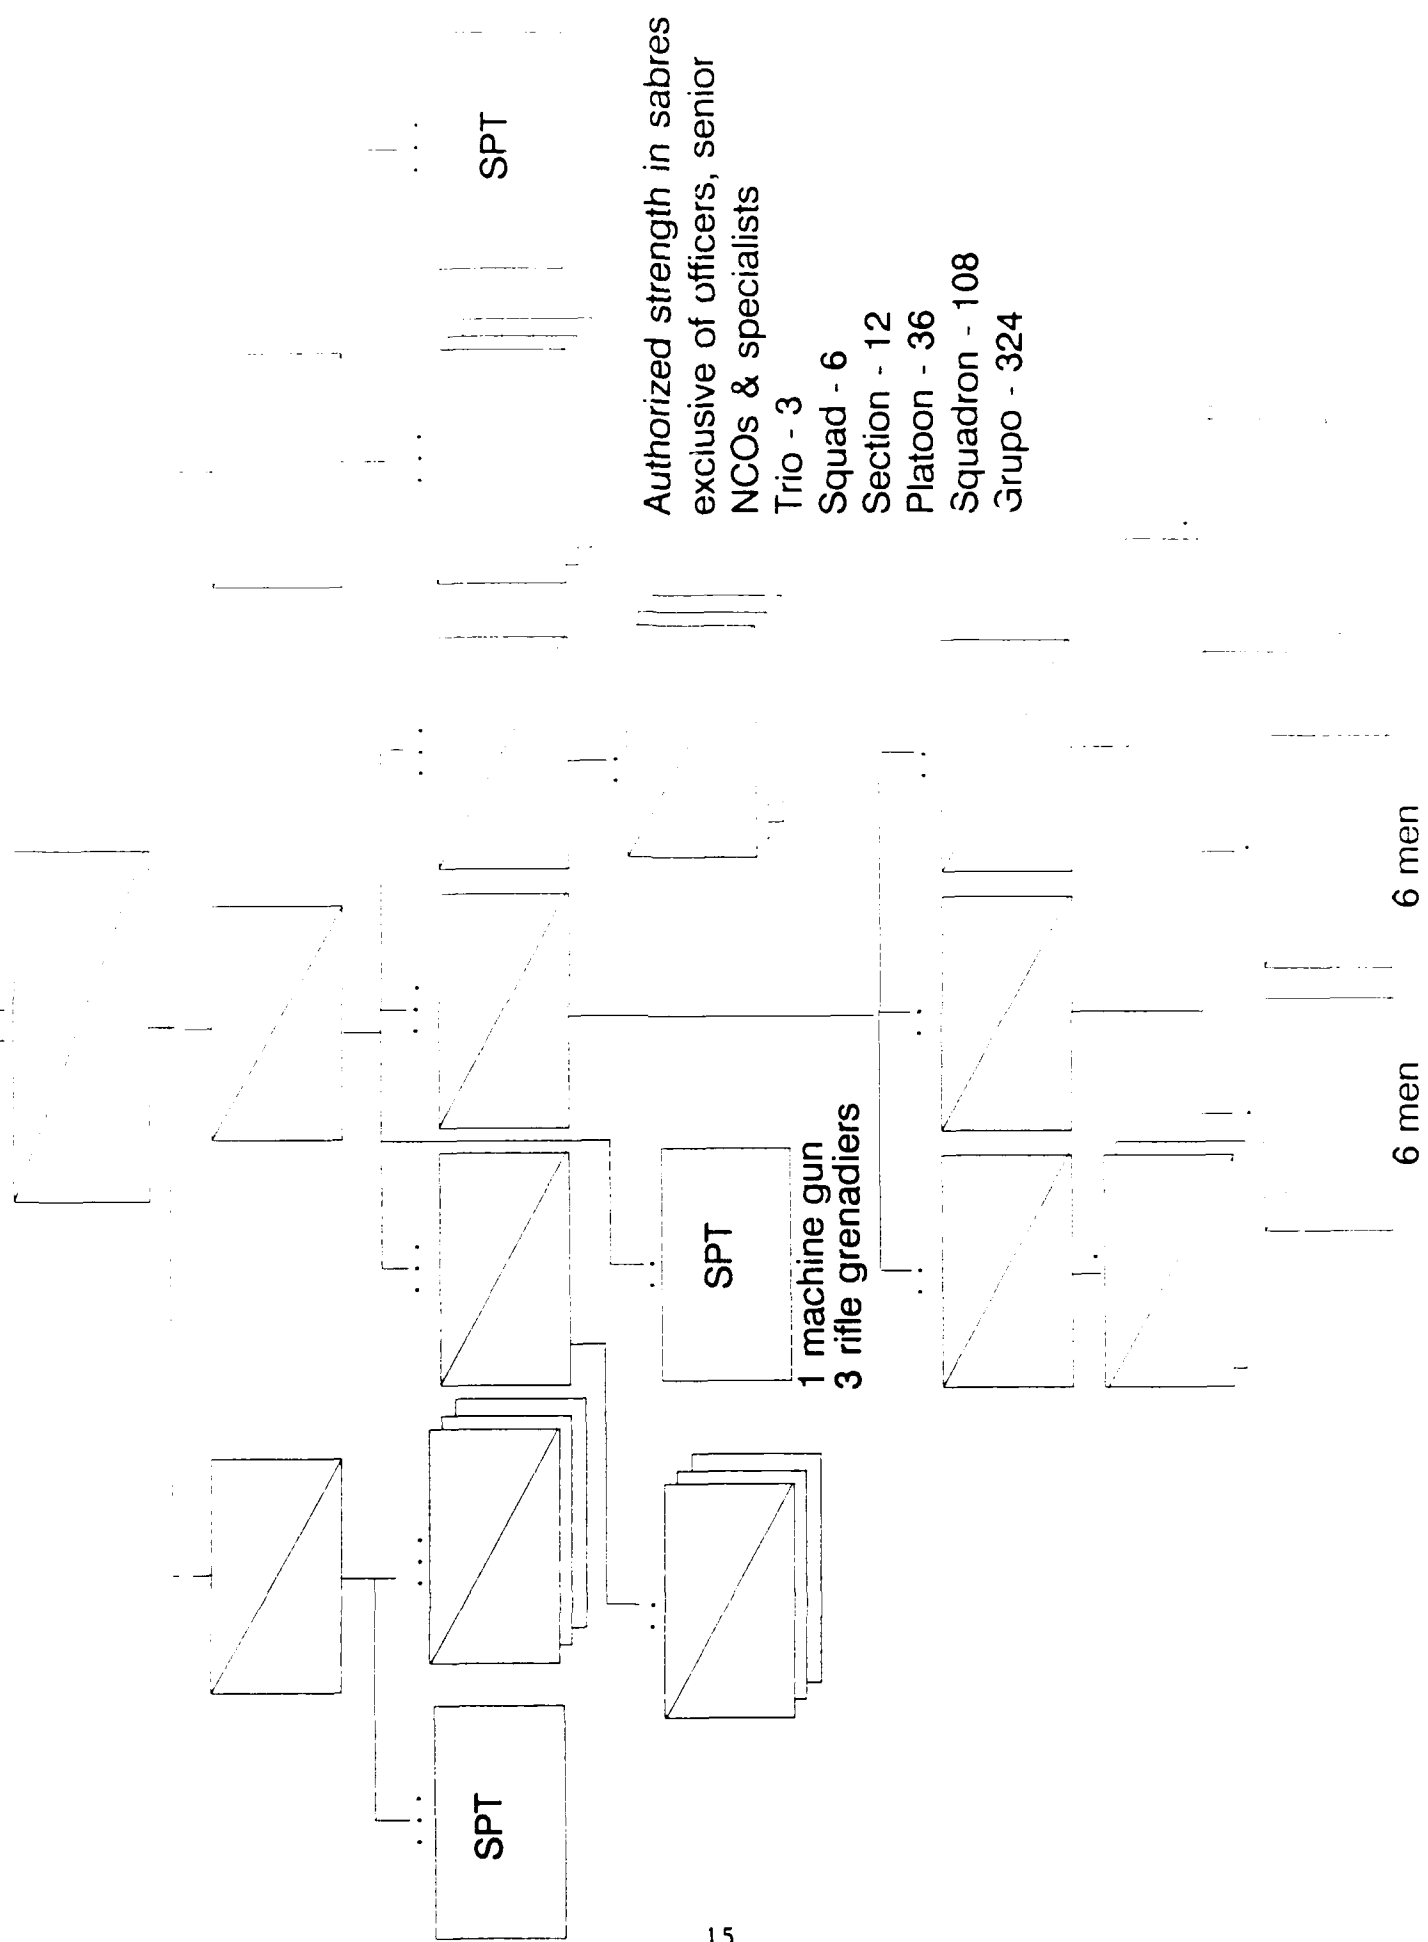 SPT
SPT
SPT
1 machine gun
3 rifle grenadiers
Authorized strength in sabres
exclusive of officers, senior
NCOs & specialists
Trio - 3
Squad - 6
Section - 12
Platoon - 36
Squadron - 108
Grupo - 324
6 men
6 men
15